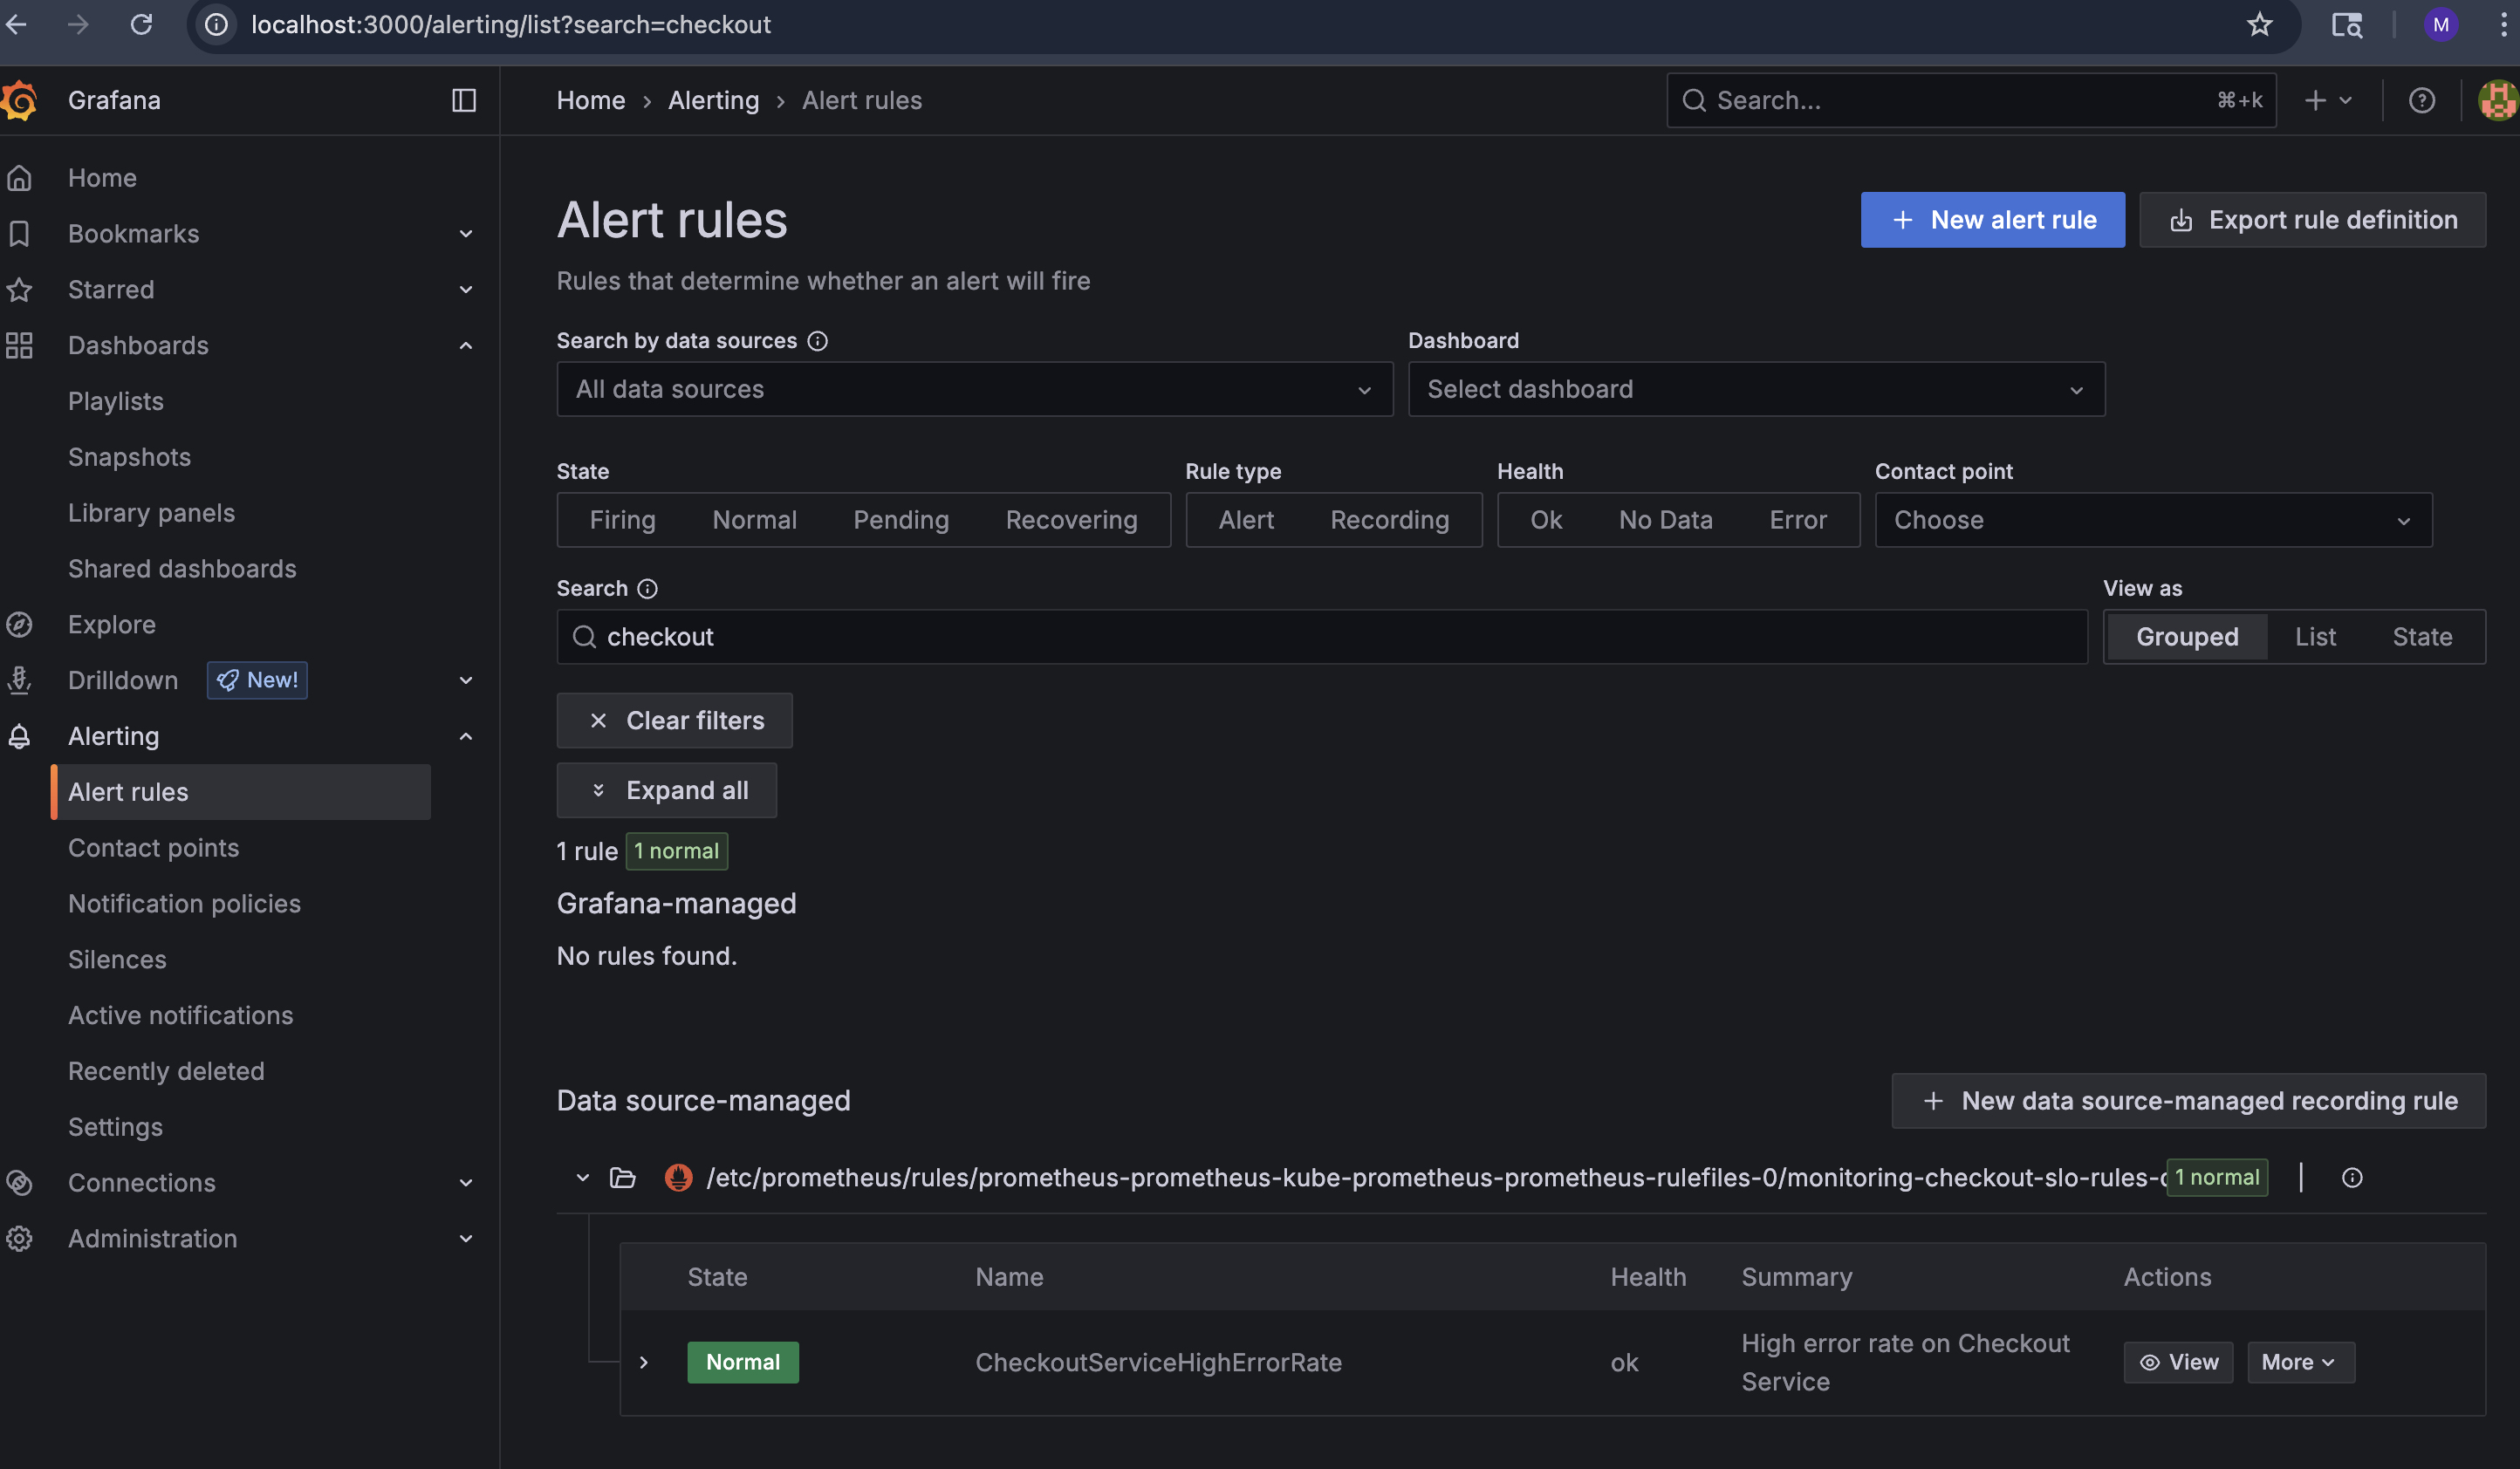 localhost:3000/alerting/list?search=checkout
M
Grafana
Home › Alerting › Alert rules
Search...
⌘+k
Home
Bookmarks
Starred
Dashboards
Playlists
Snapshots
Library panels
Shared dashboards
Explore
Drilldown
New!
Alerting
Alert rules
Contact points
Notification policies
Silences
Active notifications
Recently deleted
Settings
Connections
Administration
Alert rules
New alert rule
Export rule definition
Rules that determine whether an alert will fire
Search by data sources
Dashboard
All data sources
Select dashboard
State
Rule type
Health
Contact point
Firing Normal Pending Recovering
Alert Recording
Ok No Data Error
Choose
Search
View as
checkout
Grouped List State
Clear filters
Expand all
1 rule 1 normal
Grafana-managed
No rules found.
Data source-managed
New data source-managed recording rule
/etc/prometheus/rules/prometheus-prometheus-kube-prometheus-prometheus-rulefiles-0/monitoring-checkout-slo-rules-
1 normal
State Name Health Summary Actions
Normal CheckoutServiceHighErrorRate ok
High error rate on Checkout
Service
View More